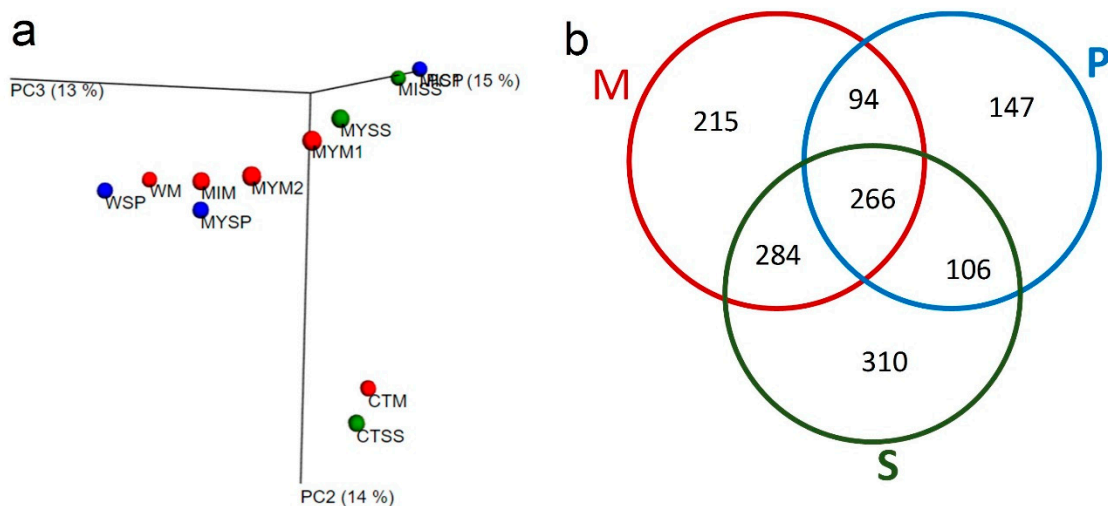 a
PC3 (13 %)
(15 %)
MISS
MYSS
MYM1
WM
MIM
MYM2
WSP
MYSP
CTM
CTSS
PC2 (14 %)
b
M
P
215
94
147
266
284
106
310
S